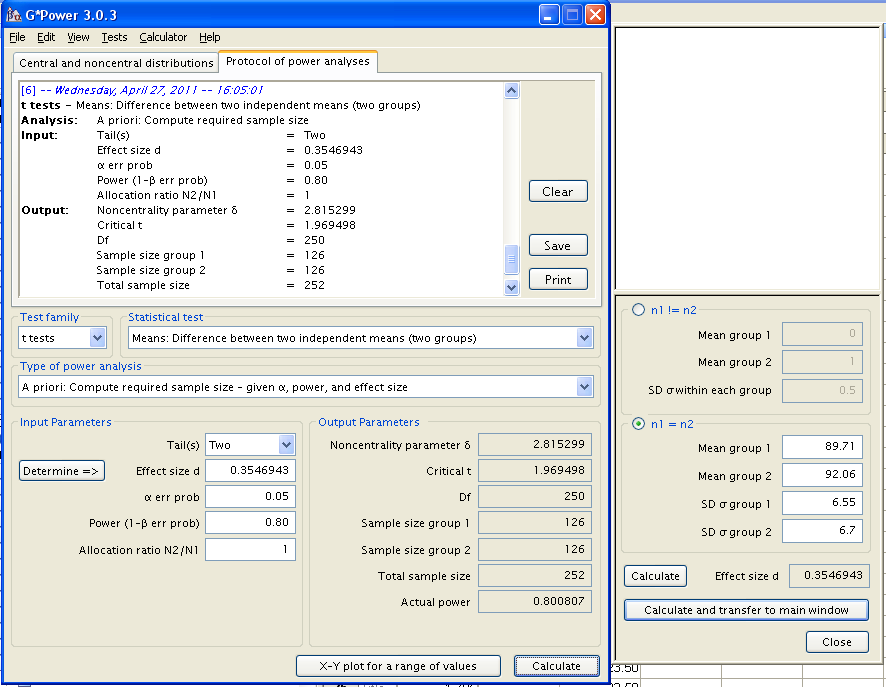 G*Power 3.0.3
File Edit View Tests Calculator Help
Central and noncentral distributions Protocol of power analyses
[6] -- Wednesday, April 27, 2011 -- 16:05:01
t tests – Means: Difference between two independent means (two groups)
Analysis: A priori: Compute required sample size
Input: Tail(s) = Two
Effect size d = 0.3546943
α err prob = 0.05
Power (1-β err prob) = 0.80
Allocation ratio N2/N1 = 1
Output: Noncentrality parameter δ = 2.815299
Critical t = 1.969498
Df = 250
Sample size group 1 = 126
Sample size group 2 = 126
Total sample size = 252
Clear
Save
Print
Test family
t tests
Statistical test
Means: Difference between two independent means (two groups)
Type of power analysis
A priori: Compute required sample size – given α, power, and effect size
Input Parameters
Tail(s) Two
Determine => Effect size d 0.3546943
α err prob 0.05
Power (1-β err prob) 0.80
Allocation ratio N2/N1 1
Output Parameters
Noncentrality parameter δ 2.815299
Critical t 1.969498
Df 250
Sample size group 1 126
Sample size group 2 126
Total sample size 252
Actual power 0.800807
X-Y plot for a range of values Calculate
n1 != n2
Mean group 1 0
Mean group 2 1
SD σ within each group 0.5
n1 = n2
Mean group 1 89.71
Mean group 2 92.06
SD σ group 1 6.55
SD σ group 2 6.7
Calculate Effect size d 0.3546943
Calculate and transfer to main window
Close